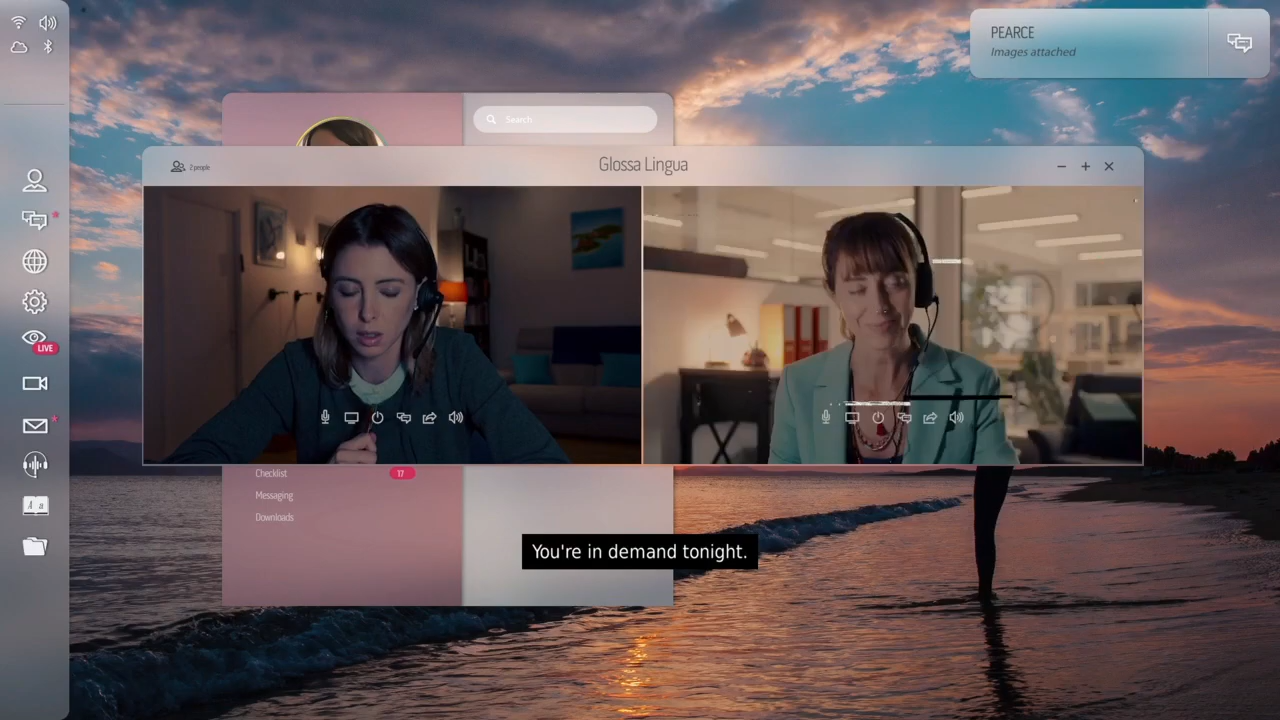 PEARCE
Images attached
Search
2 people
Glossa Lingua
LIVE
Checklist
17
Messaging
Downloads
A a
You're in demand tonight.